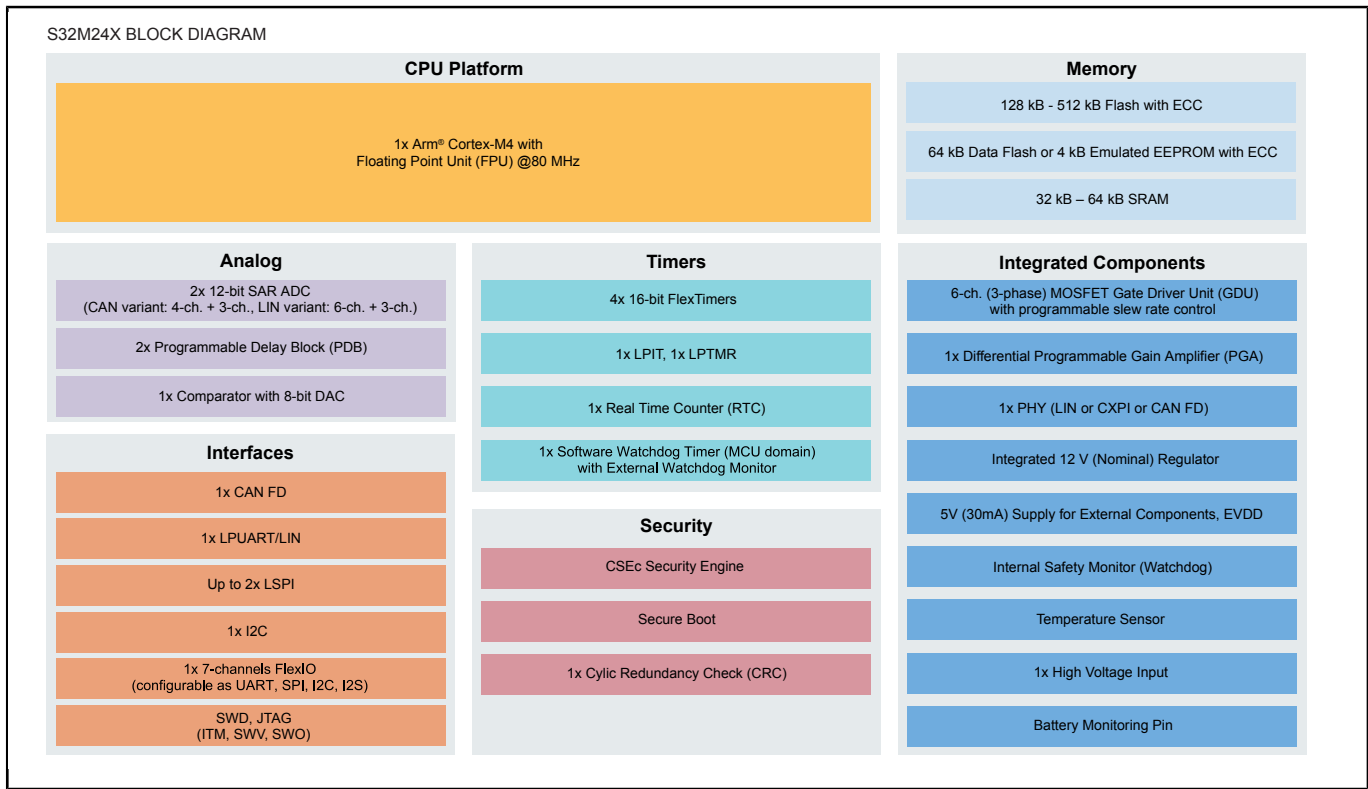 S32M24X BLOCK DIAGRAM
CPU Platform
1x Arm® Cortex-M4 with
Floating Point Unit (FPU) @80 MHz
Memory
128 kB - 512 kB Flash with ECC
64 kB Data Flash or 4 kB Emulated EEPROM with ECC
32 kB – 64 kB SRAM
Analog
2x 12-bit SAR ADC
(CAN variant: 4-ch. + 3-ch., LIN variant: 6-ch. + 3-ch.)
2x Programmable Delay Block (PDB)
1x Comparator with 8-bit DAC
Interfaces
1x CAN FD
1x LPUART/LIN
Up to 2x LSPI
1x I2C
1x 7-channels FlexIO
(configurable as UART, SPI, I2C, I2S)
SWD, JTAG
(ITM, SWV, SWO)
Timers
4x 16-bit FlexTimers
1x LPIT, 1x LPTMR
1x Real Time Counter (RTC)
1x Software Watchdog Timer (MCU domain)
with External Watchdog Monitor
Security
CSEc Security Engine
Secure Boot
1x Cylic Redundancy Check (CRC)
Integrated Components
6-ch. (3-phase) MOSFET Gate Driver Unit (GDU)
with programmable slew rate control
1x Differential Programmable Gain Amplifier (PGA)
1x PHY (LIN or CXPI or CAN FD)
Integrated 12 V (Nominal) Regulator
5V (30mA) Supply for External Components, EVDD
Internal Safety Monitor (Watchdog)
Temperature Sensor
1x High Voltage Input
Battery Monitoring Pin